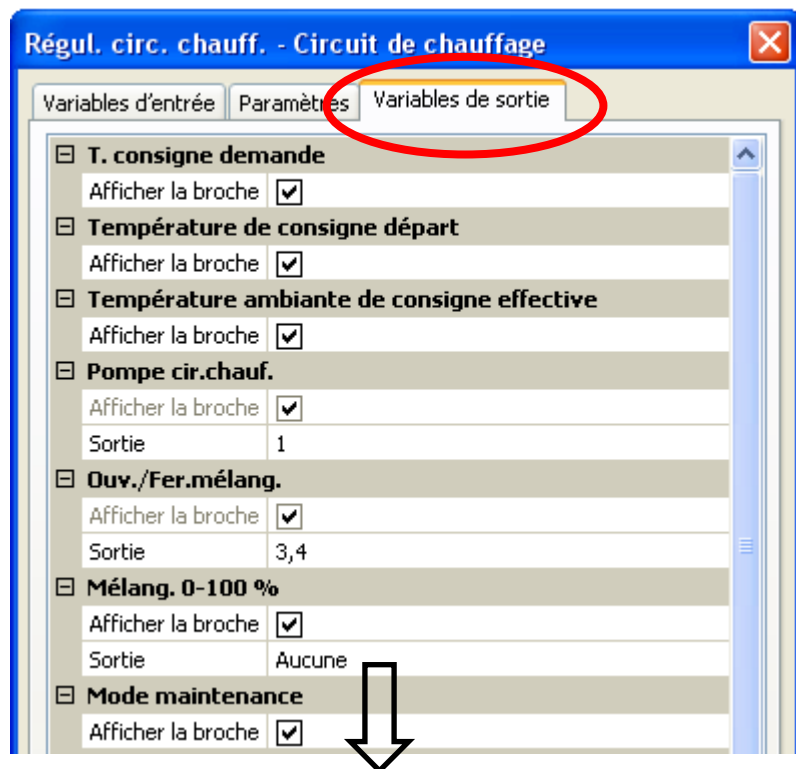 Régul. circ. chauff. - Circuit de chauffage
Variables d'entrée Paramètres Variables de sortie
T. consigne demande
Afficher la broche
Température de consigne départ
Afficher la broche
Température ambiante de consigne effective
Afficher la broche
Pompe cir.chauf.
Afficher la broche
Sortie 1
Ouv./Fer.mélang.
Afficher la broche
Sortie 3,4
Mélang. 0-100 %
Afficher la broche
Sortie Aucune
Mode maintenance
Afficher la broche